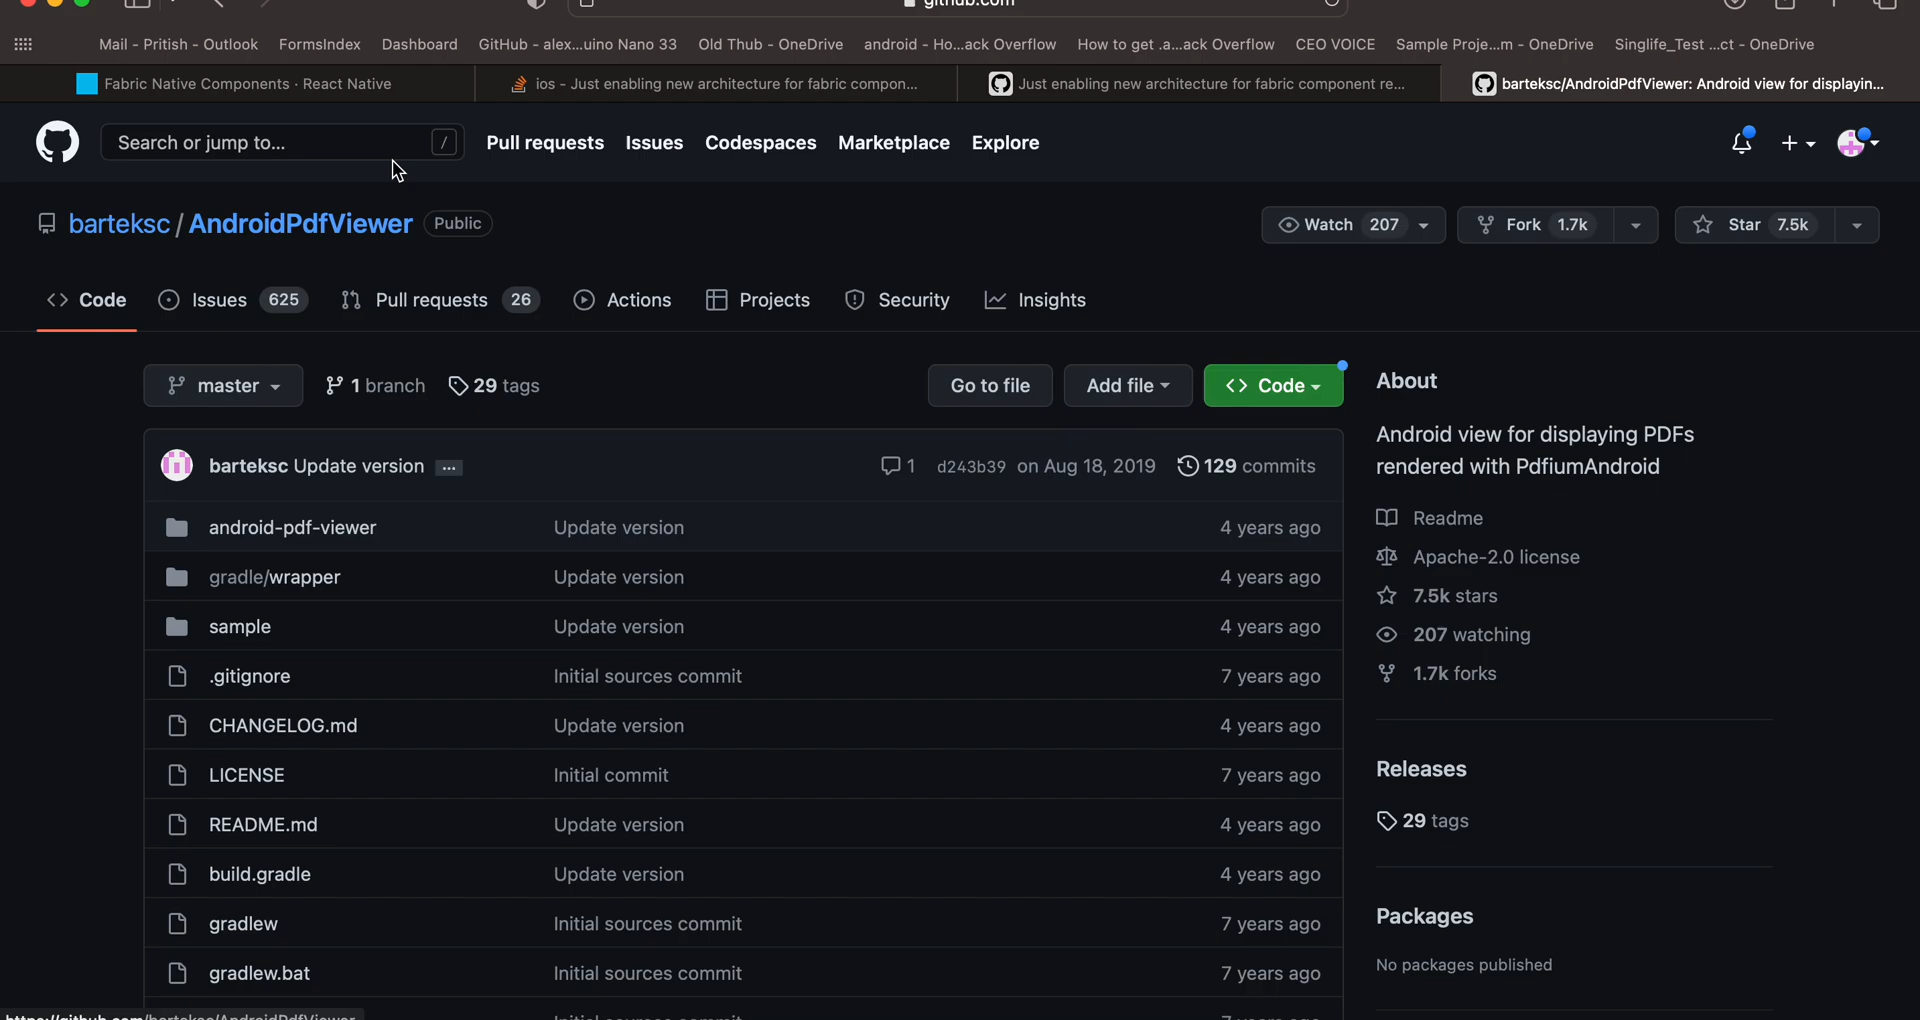 github.com
Mail - Pritish - Outlook FormsIndex Dashboard GitHub - alex...uino Nano 33 Old Thub - OneDrive android - Ho...ack Overflow How to get .a...ack Overflow CEO VOICE Sample Proje...m - OneDrive Singlife_Test ...ct - OneDrive
Fabric Native Components · React Native ios - Just enabling new architecture for fabric compon... Just enabling new architecture for fabric component re... barteksc/AndroidPdfViewer: Android view for displayin...
Search or jump to... / Pull requests Issues Codespaces Marketplace Explore
barteksc / AndroidPdfViewer Public Watch 207 Fork 1.7k Star 7.5k
Code Issues 625 Pull requests 26 Actions Projects Security Insights
master 1 branch 29 tags Go to file Add file Code
About
Android view for displaying PDFs
rendered with PdfiumAndroid
barteksc Update version ... 1 d243b39 on Aug 18, 2019 129 commits
android-pdf-viewer Update version 4 years ago
gradle/wrapper Update version 4 years ago
sample Update version 4 years ago
.gitignore Initial sources commit 7 years ago
CHANGELOG.md Update version 4 years ago
LICENSE Initial commit 7 years ago
README.md Update version 4 years ago
build.gradle Update version 4 years ago
gradlew Initial sources commit 7 years ago
gradlew.bat Initial sources commit 7 years ago
Readme
Apache-2.0 license
7.5k stars
207 watching
1.7k forks
Releases
29 tags
Packages
No packages published
https://github.com/barteksc/AndroidPdfViewer Initial sources commit 7 years ago